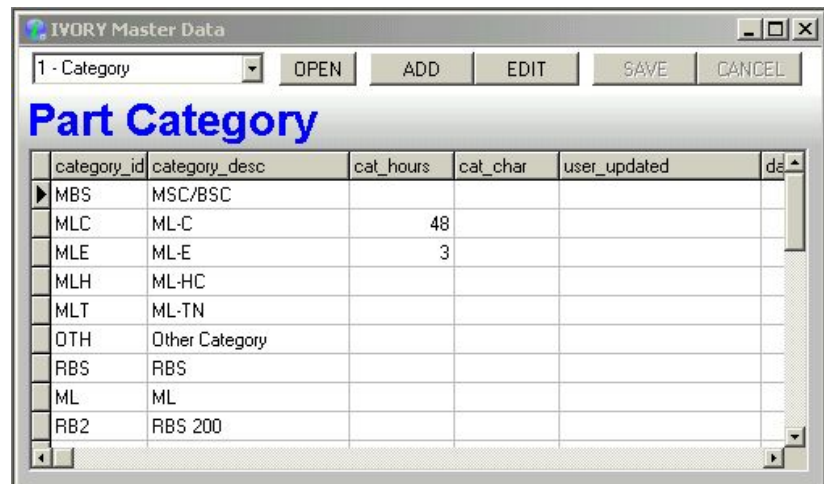 IVORY Master Data
1 - Category OPEN ADD EDIT SAVE CANCEL
Part Category
category_id category_desc cat_hours cat_char user_updated da
MBS MSC/BSC
MLC ML-C 48
MLE ML-E 3
MLH ML-HC
MLT ML-TN
OTH Other Category
RBS RBS
ML ML
RB2 RBS 200